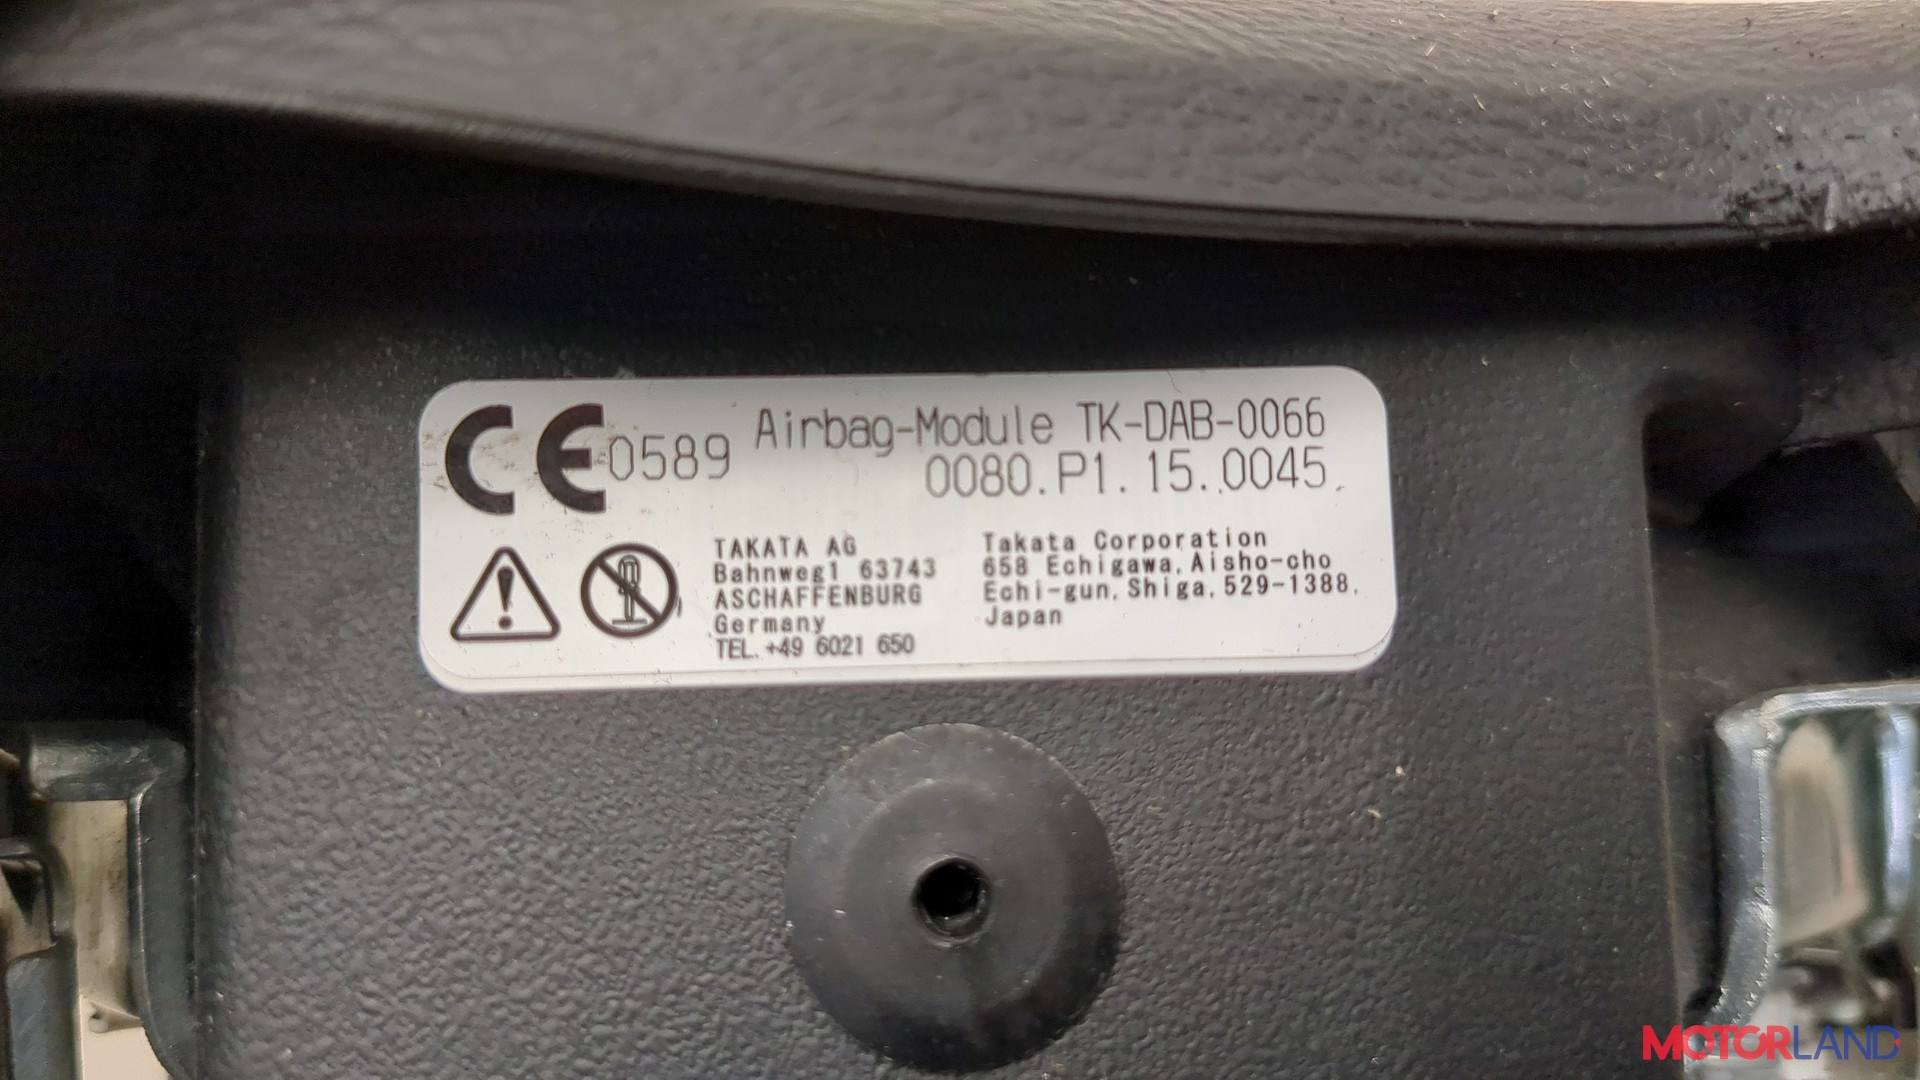 CE 0589 Airbag-Module TK-DAB-0066
0080.P1.15.0045
TAKATA AG
Bahnweg1 63743
ASCHAFFENBURG
Germany
TEL. +49 6021 650
Takata Corporation
658 Echigawa, Aisho-cho
Echi-gun, Shiga, 529-1388,
Japan
MOTORLAND